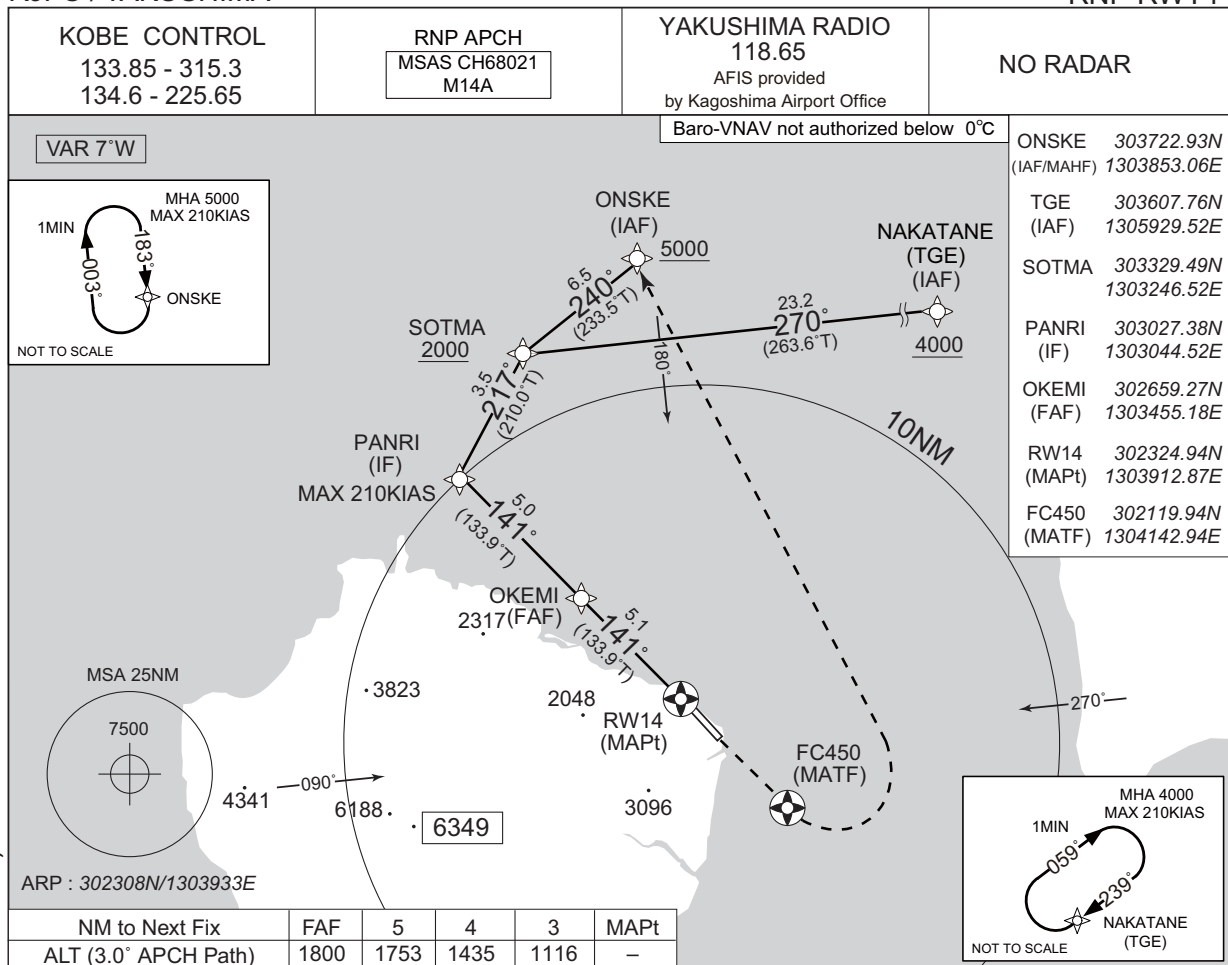 KOBE CONTROL
133.85 - 315.3
134.6 - 225.65
RNP APCH
MSAS CH68021
M14A
YAKUSHIMA RADIO
118.65
AFIS provided
by Kagoshima Airport Office
NO RADAR
VAR 7°W
Baro-VNAV not authorized below 0°C
MHA 5000
MAX 210KIAS
1MIN
183°
003°
ONSKE
NOT TO SCALE
ONSKE 303722.93N
(IAF/MAHF) 1303853.06E
TGE 303607.76N
(IAF) 1305929.52E
SOTMA 303329.49N
1303246.52E
PANRI 303027.38N
(IF) 1303044.52E
OKEMI 302659.27N
(FAF) 1303455.18E
RW14 302324.94N
(MAPt) 1303912.87E
FC450 302119.94N
(MATF) 1304142.94E
ONSKE
(IAF)
5000
NAKATANE
(TGE)
(IAF)
4000
6.5
240°
(233.5°T)
23.2
270°
(263.6°T)
SOTMA
2000
180°
3.5
217°
(210.0°T)
10NM
PANRI
(IF)
MAX 210KIAS
5.0
141°
(133.9°T)
OKEMI
(FAF)
2317
5.1
141°
(133.9°T)
MSA 25NM
7500
3823
2048
RW14
(MAPt)
270°
FC450
(MATF)
4341
090°
6188
6349
3096
ARP : 302308N/1303933E
MHA 4000
MAX 210KIAS
1MIN
059°
239°
NAKATANE
(TGE)
NOT TO SCALE
NM to Next Fix FAF 5 4 3 MAPt
ALT (3.0° APCH Path) 1800 1753 1435 1116 –